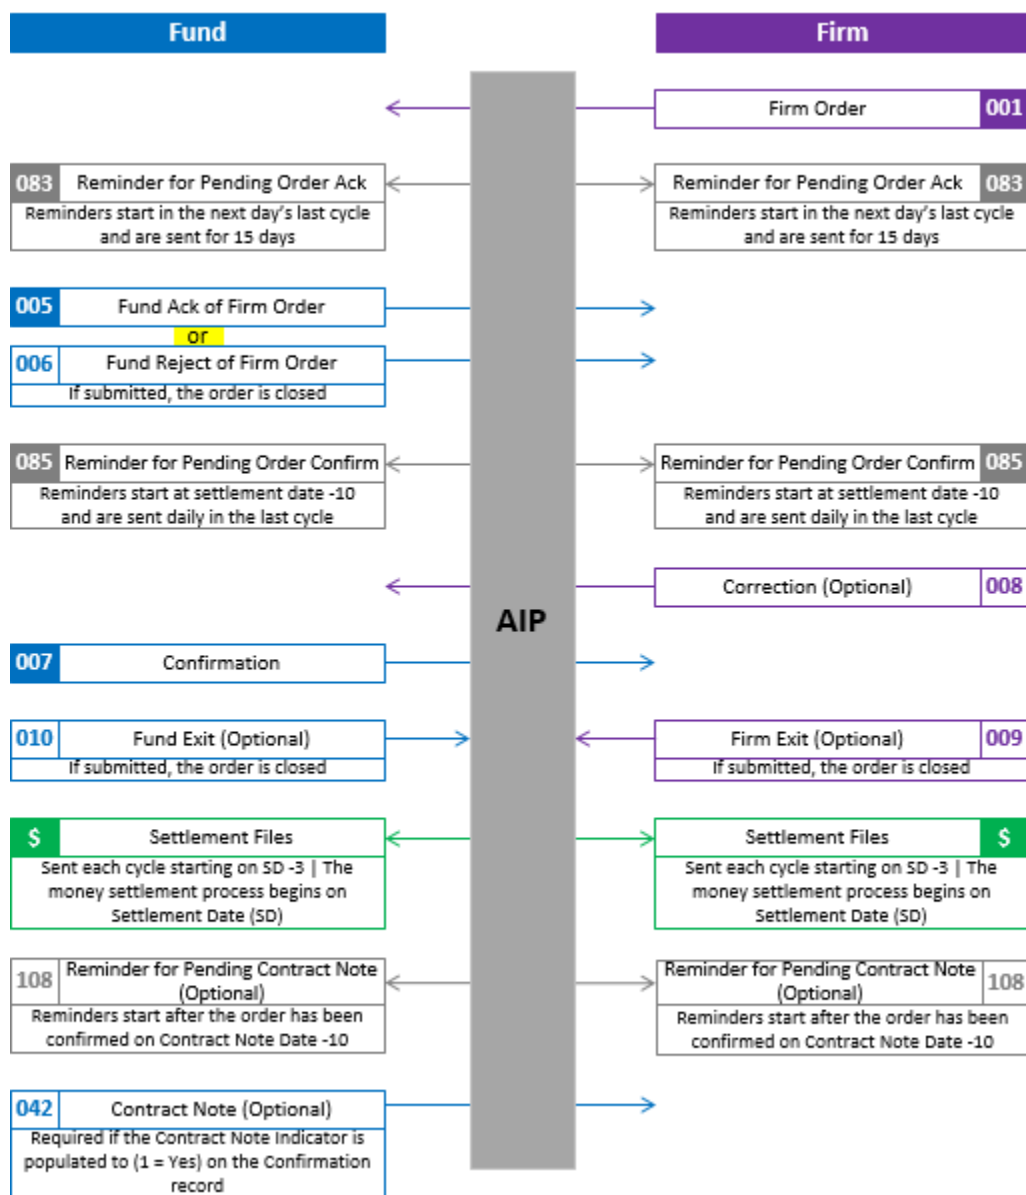 Fund
Firm
Firm Order 001
083 Reminder for Pending Order Ack
Reminders start in the next day's last cycle
and are sent for 15 days
Reminder for Pending Order Ack 083
Reminders start in the next day's last cycle
and are sent for 15 days
005 Fund Ack of Firm Order
or
006 Fund Reject of Firm Order
If submitted, the order is closed
085 Reminder for Pending Order Confirm
Reminders start at settlement date -10
and are sent daily in the last cycle
Reminder for Pending Order Confirm 085
Reminders start at settlement date -10
and are sent daily in the last cycle
Correction (Optional) 008
AIP
007 Confirmation
010 Fund Exit (Optional)
If submitted, the order is closed
Firm Exit (Optional) 009
If submitted, the order is closed
$ Settlement Files
Sent each cycle starting on SD -3 | The
money settlement process begins on
Settlement Date (SD)
Settlement Files $
Sent each cycle starting on SD -3 | The
money settlement process begins on
Settlement Date (SD)
108 Reminder for Pending Contract Note
(Optional)
Reminders start after the order has been
confirmed on Contract Note Date -10
Reminder for Pending Contract Note
(Optional) 108
Reminders start after the order has been
confirmed on Contract Note Date -10
042 Contract Note (Optional)
Required if the Contract Note Indicator is
populated to (1 = Yes) on the Confirmation
record